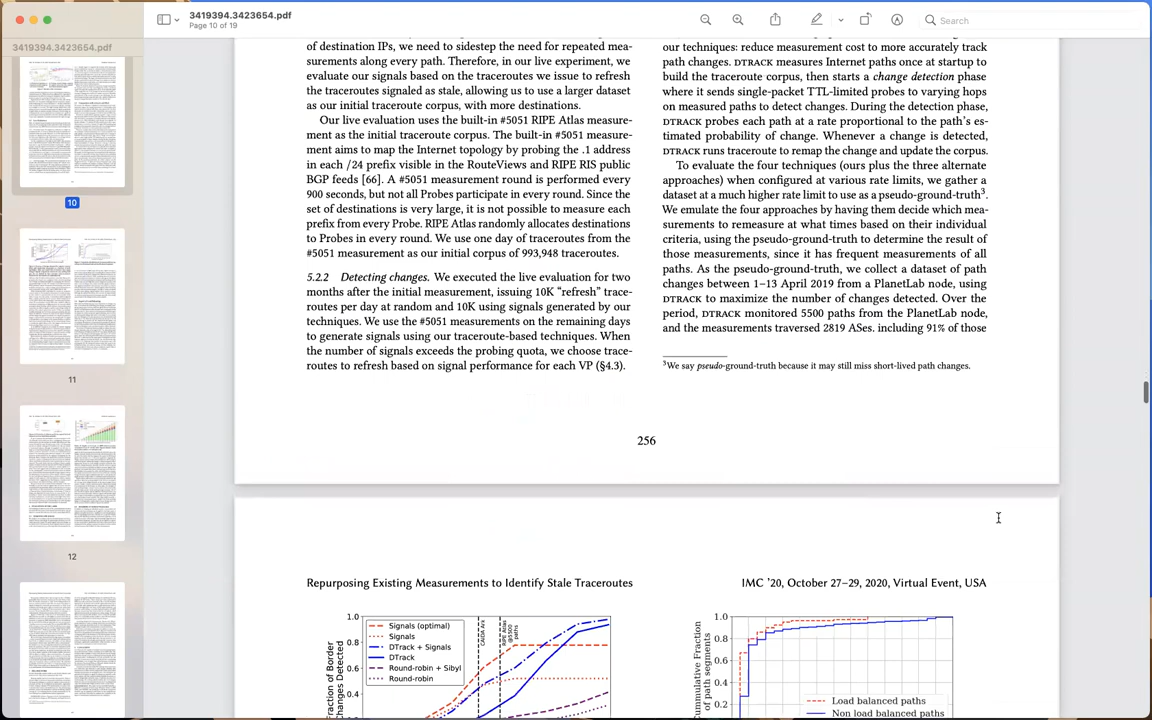 3419394.3423654.pdf
Page 10 of 19
Search
3419394.3423654.pdf
10
11
12
of destination IPs, we need to sidestep the need for repeated mea-
surements along every path. Therefore, in our live experiment, we
evaluate our signals based on the traceroutes we issue to refresh
the traceroutes signaled as stale, allowing us to use a larger dataset
as our initial traceroute corpus, with more destinations.
Our live evaluation uses the built-in #5051 RIPE Atlas measure-
ment as the initial traceroute corpus. The built-in #5051 measure-
ment aims to map the Internet topology by probing the .1 address
in each /24 prefix visible in the RouteViews and RIPE RIS public
BGP feeds [66]. A #5051 measurement round is performed every
900 seconds, but not all Probes participate in every round. Since the
set of destinations is very large, it is not possible to measure each
prefix from every Probe. RIPE Atlas randomly allocates destinations
to Probes in every round. We use one day of traceroutes from the
#5051 measurement as our initial corpus of 993,948 traceroutes.
5.2.2 Detecting changes. We executed our live evaluation for two
months after the initial measurement, issuing 10K "refresh" trace-
routes per day at random and 10K using signals generated by our
techniques. We use the #5051 measurements on the remaining days
to generate signals using our traceroute-based techniques. When
the number of signals exceeds the probing quota, we choose trace-
routes to refresh based on signal performance for each VP (§4.3).
our techniques: reduce measurement cost to more accurately track
path changes. DTRACK measures Internet paths once at startup to
build the traceroute corpus, then starts a change detection phase
where it sends single-packet TTL-limited probes to varying hops
on measured paths to detect changes. During the detection phase,
DTRACK probes each path at a rate proportional to the path's es-
timated probability of change. Whenever a change is detected,
DTRACK runs traceroute to remap the change and update the corpus.
To evaluate the four techniques (ours plus the three alternate
approaches) when configured at various rate limits, we gather a
dataset at a much higher rate limit to use as a pseudo-ground-truth³.
We emulate the four approaches by having them decide which mea-
surements to remeasure at what times based on their individual
criteria, using the pseudo-ground-truth to determine the result of
those measurements, since it has frequent measurements of all
paths. As the pseudo-ground-truth, we collect a dataset of path
changes between 1–13 April 2019 from a PlanetLab node, using
DTRACK to maximize the number of changes detected. Over the
period, DTRACK monitored 5500 paths from the PlanetLab node,
and the measurements traversed 2819 ASes, including 91% of those
³We say pseudo-ground-truth because it may still miss short-lived path changes.
256
Repurposing Existing Measurements to Identify Stale Traceroutes
IMC '20, October 27–29, 2020, Virtual Event, USA
Fraction of Border
Changes Detected
1.0
0.8
0.6
0.4
Signals (optimal)
Signals
DTrack + Signals
DTrack
Round-robin + Sibyl
Round-robin
Cummulative Fraction
of path segments
1.0
0.8
0.6
0.4
0.2
Load balanced paths
Non load balanced paths